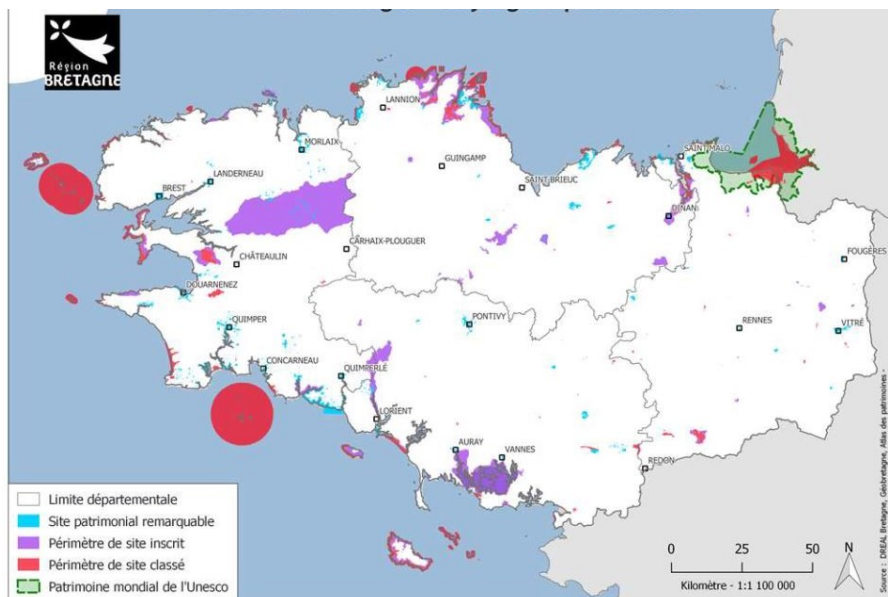 Région
BRETAGNE
LANNION
MORLAIX
GUINGAMP
SAINT-MALO
LANDERNEAU
BREST
SAINT-BRIEUC
DINAN
CARHAIX-PLOUGUER
CHÂTEAULIN
FOUGÈRES
DOUARNENEZ
QUIMPER
PONTIVY
RENNES
VITRÉ
CONCARNEAU
QUIMPERLÉ
LORIENT
AURAY
VANNES
REDON
Limite départementale
Site patrimonial remarquable
Périmètre de site inscrit
Périmètre de site classé
Patrimoine mondial de l'Unesco
0 25 50
Kilomètre - 1:1 100 000
N
Source : DREAL Bretagne, Géobretagne, Atlas des patrimoines -